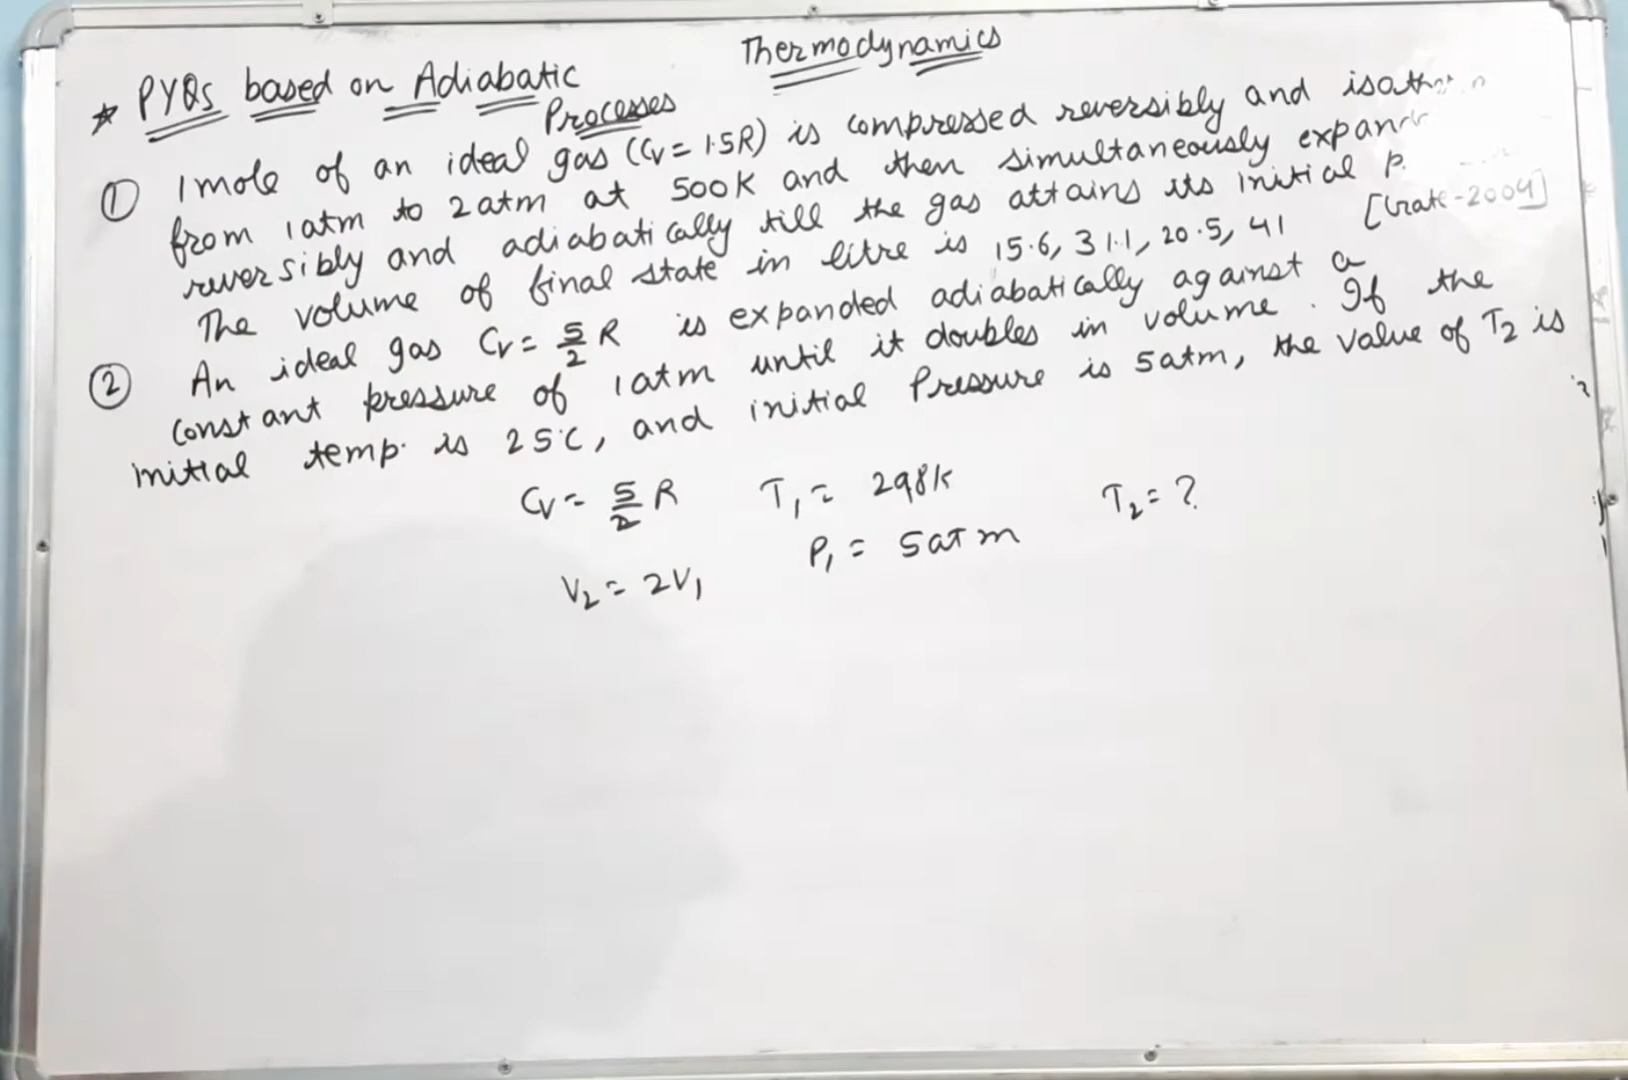 Thermodynamics
* PYQs based on Adiabatic
Processes
① 1 mole of an ideal gas (Cv = 1.5R) is compressed reversibly and
from 1atm to 2atm at 500K and then simultaneously
reversibly and adiabatically till the gas attains its initial P.
The volume of final state in litre is 15.6, 31.1, 20.5, 41 [Gate-2004]
② An ideal gas Cv = 5/2 R is expanded adiabatically against a
constant pressure of 1atm until it doubles in volume. If the
initial temp. is 25°C, and initial Pressure is 5atm, the value of T2 is
Cv = 5/2 R T1 = 298K T2 = ?
V2 = 2V1 P1 = 5atm